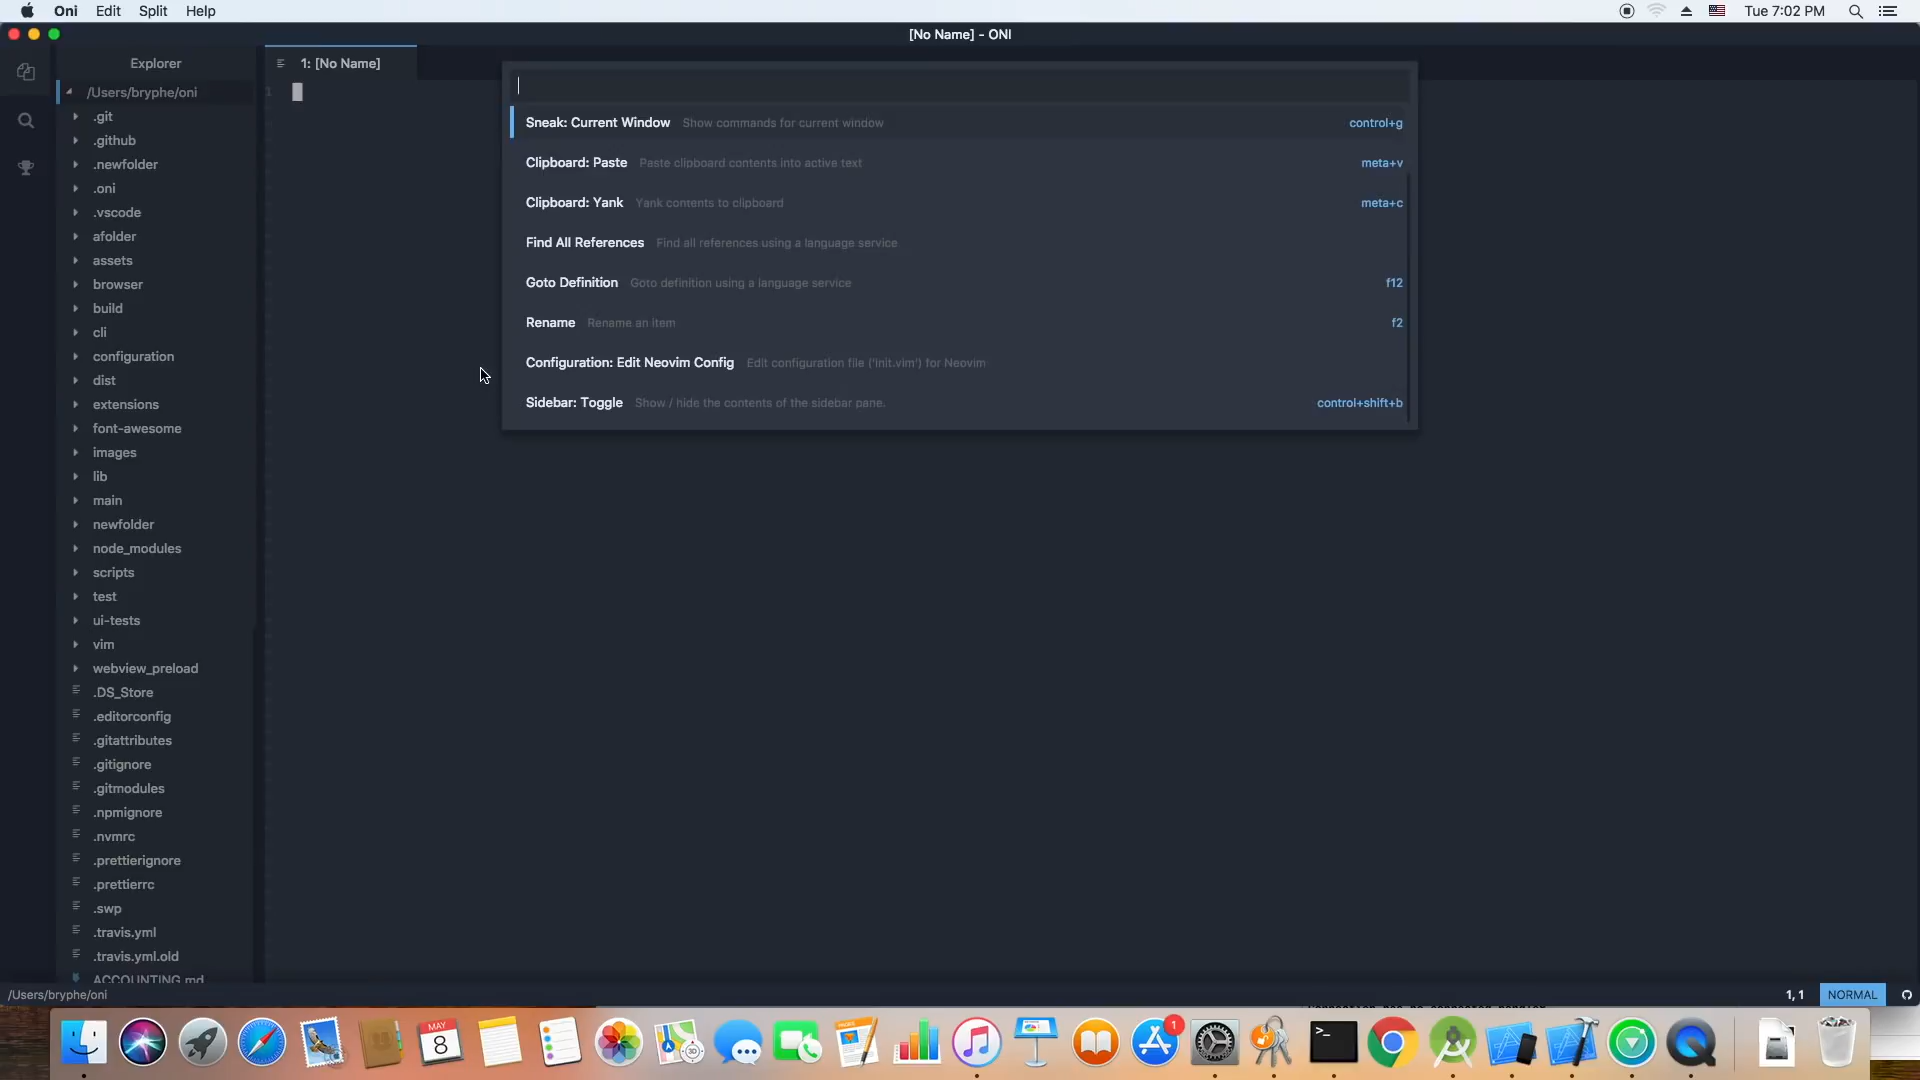 Oni Edit Split Help Tue 7:02 PM
[No Name] - ONI
Explorer
1: [No Name]
/Users/bryphe/oni
.git
.github
.newfolder
.oni
.vscode
afolder
assets
browser
build
cli
configuration
dist
extensions
font-awesome
images
lib
main
newfolder
node_modules
scripts
test
ui-tests
vim
webview_preload
.DS_Store
.editorconfig
.gitattributes
.gitignore
.gitmodules
.npmignore
.nvmrc
.prettierignore
.prettierrc
.swp
.travis.yml
.travis.yml.old
ACCOUNTING.md
1
Sneak: Current Window Show commands for current window control+g
Clipboard: Paste Paste clipboard contents into active text meta+v
Clipboard: Yank Yank contents to clipboard meta+c
Find All References Find all references using a language service
Goto Definition Goto definition using a language service f12
Rename Rename an item f2
Configuration: Edit Neovim Config Edit configuration file ('init.vim') for Neovim
Sidebar: Toggle Show / hide the contents of the sidebar pane. control+shift+b
/Users/bryphe/oni 1, 1 NORMAL
MAY
8
PAGES
3D
1
>_